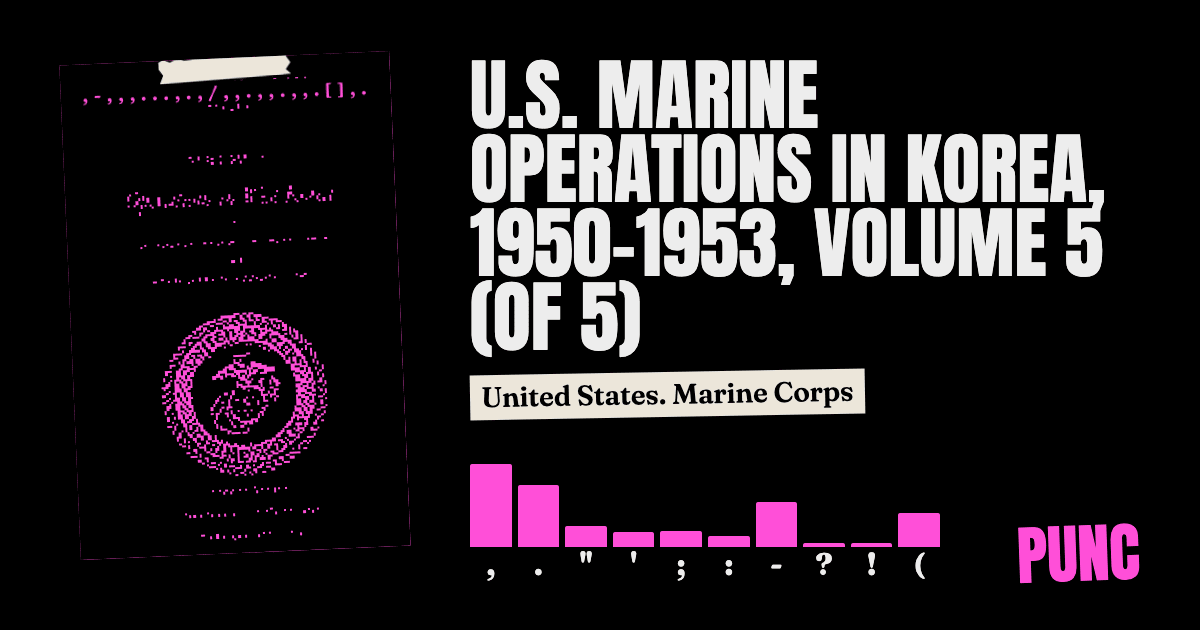 ,-,,,...,.,/,,.,,.,,.[],.
U.S. MARINE
OPERATIONS IN KOREA,
1950-1953, VOLUME 5
(OF 5)
United States. Marine Corps
, . " ' ; : - ? ! (
PUNC